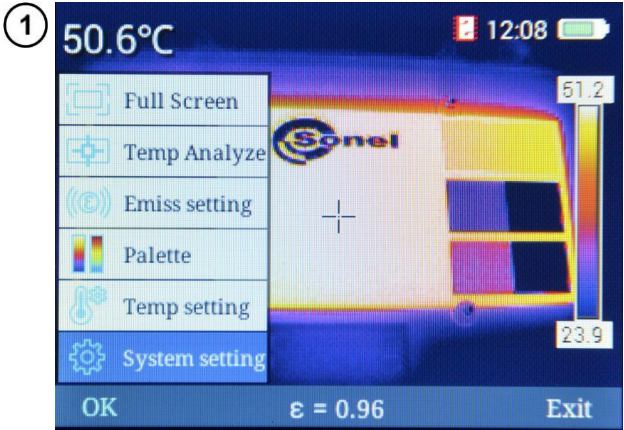 1
50.6°C
12:08
51.2
Full Screen
Sonel
Temp Analyze
Emiss setting
Palette
Temp setting
23.9
System setting
OK
ε = 0.96
Exit